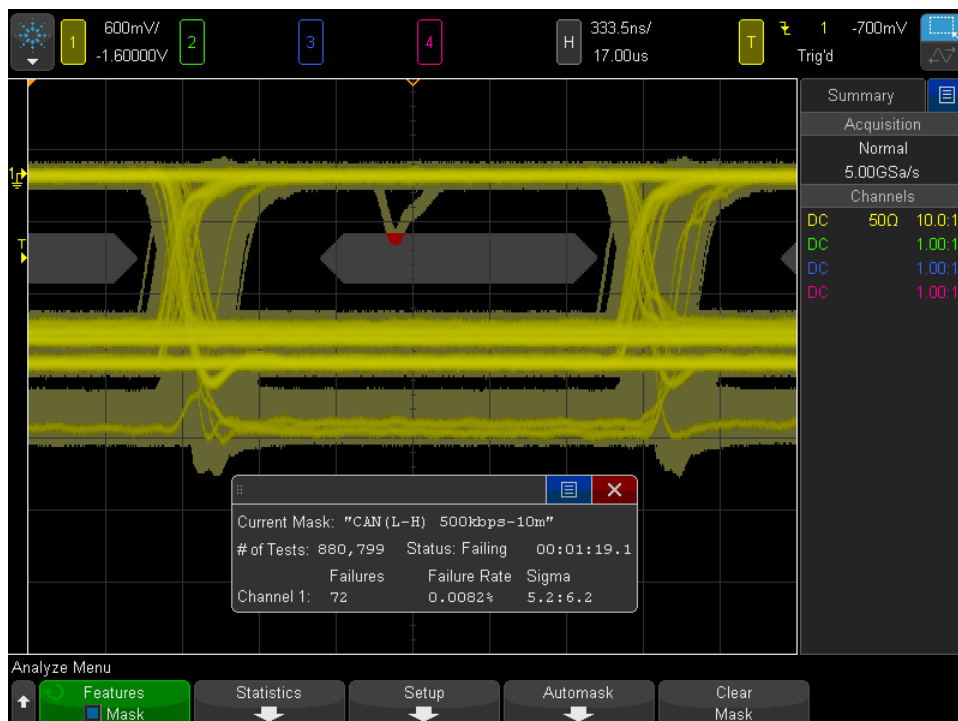 1
600mV/
-1.60000V
2
3
4
H
333.5ns/
17.00us
T
1
-700mV
Trig'd
Summary
Acquisition
Normal
5.00GSa/s
Channels
DC 50Ω 10.0:1
DC 1.00:1
DC 1.00:1
DC 1.00:1
1
T
Current Mask: "CAN(L-H) 500kbps-10m"
# of Tests: 880,799 Status: Failing 00:01:19.1
Failures Failure Rate Sigma
Channel 1: 72 0.0082% 5.2:6.2
Analyze Menu
Features
Mask
Statistics
Setup
Automask
Clear
Mask